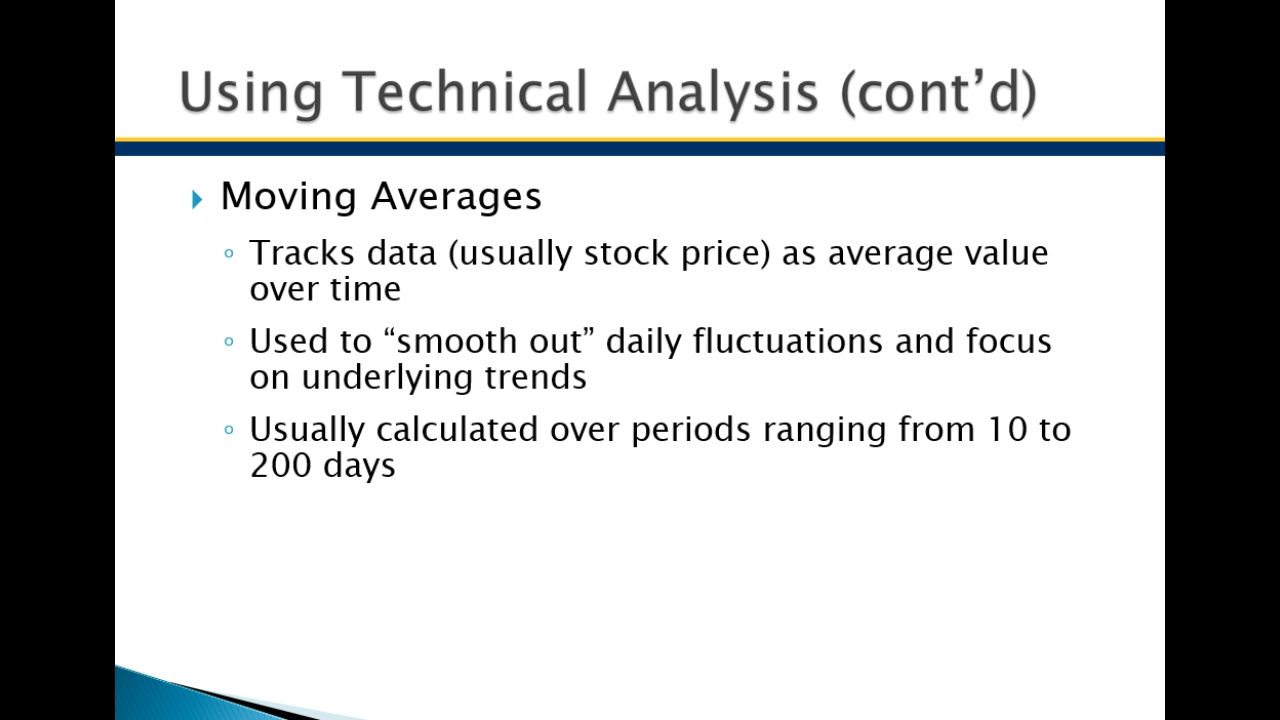 Using Technical Analysis (cont’d)
Moving Averages
Tracks data (usually stock price) as average value
over time
Used to “smooth out” daily fluctuations and focus
on underlying trends
Usually calculated over periods ranging from 10 to
200 days